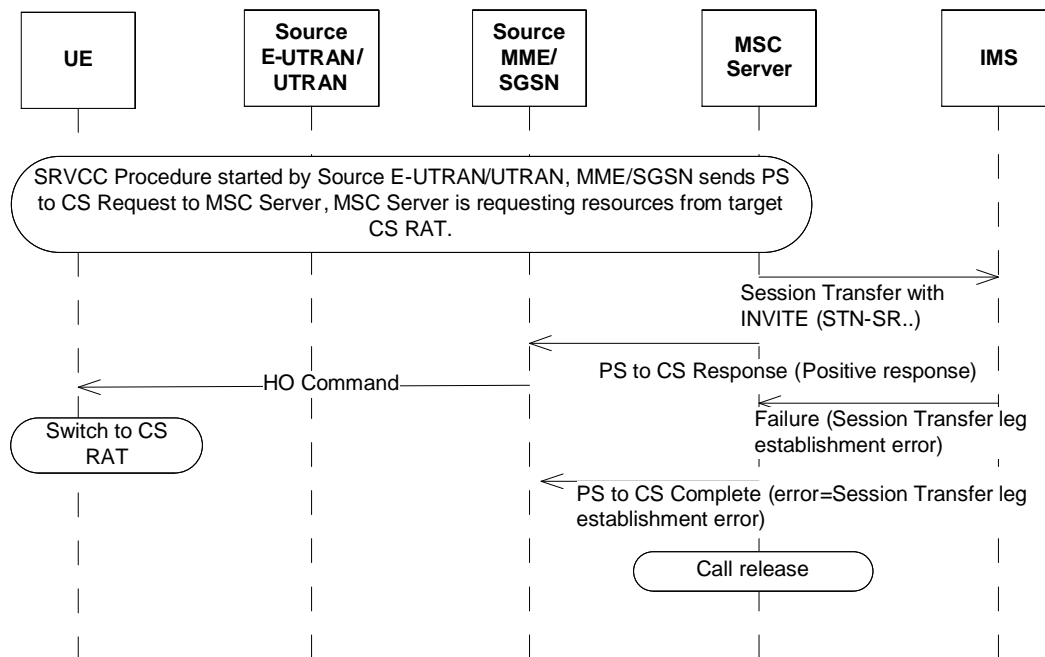 UE
Source
E-UTRAN/
UTRAN
Source
MME/
SGSN
MSC
Server
IMS
SRVCC Procedure started by Source E-UTRAN/UTRAN, MME/SGSN sends PS
to CS Request to MSC Server, MSC Server is requesting resources from target
CS RAT.
Session Transfer with
INVITE (STN-SR..)
PS to CS Response (Positive response)
HO Command
Failure (Session Transfer leg
establishment error)
Switch to CS
RAT
PS to CS Complete (error=Session Transfer leg
establishment error)
Call release